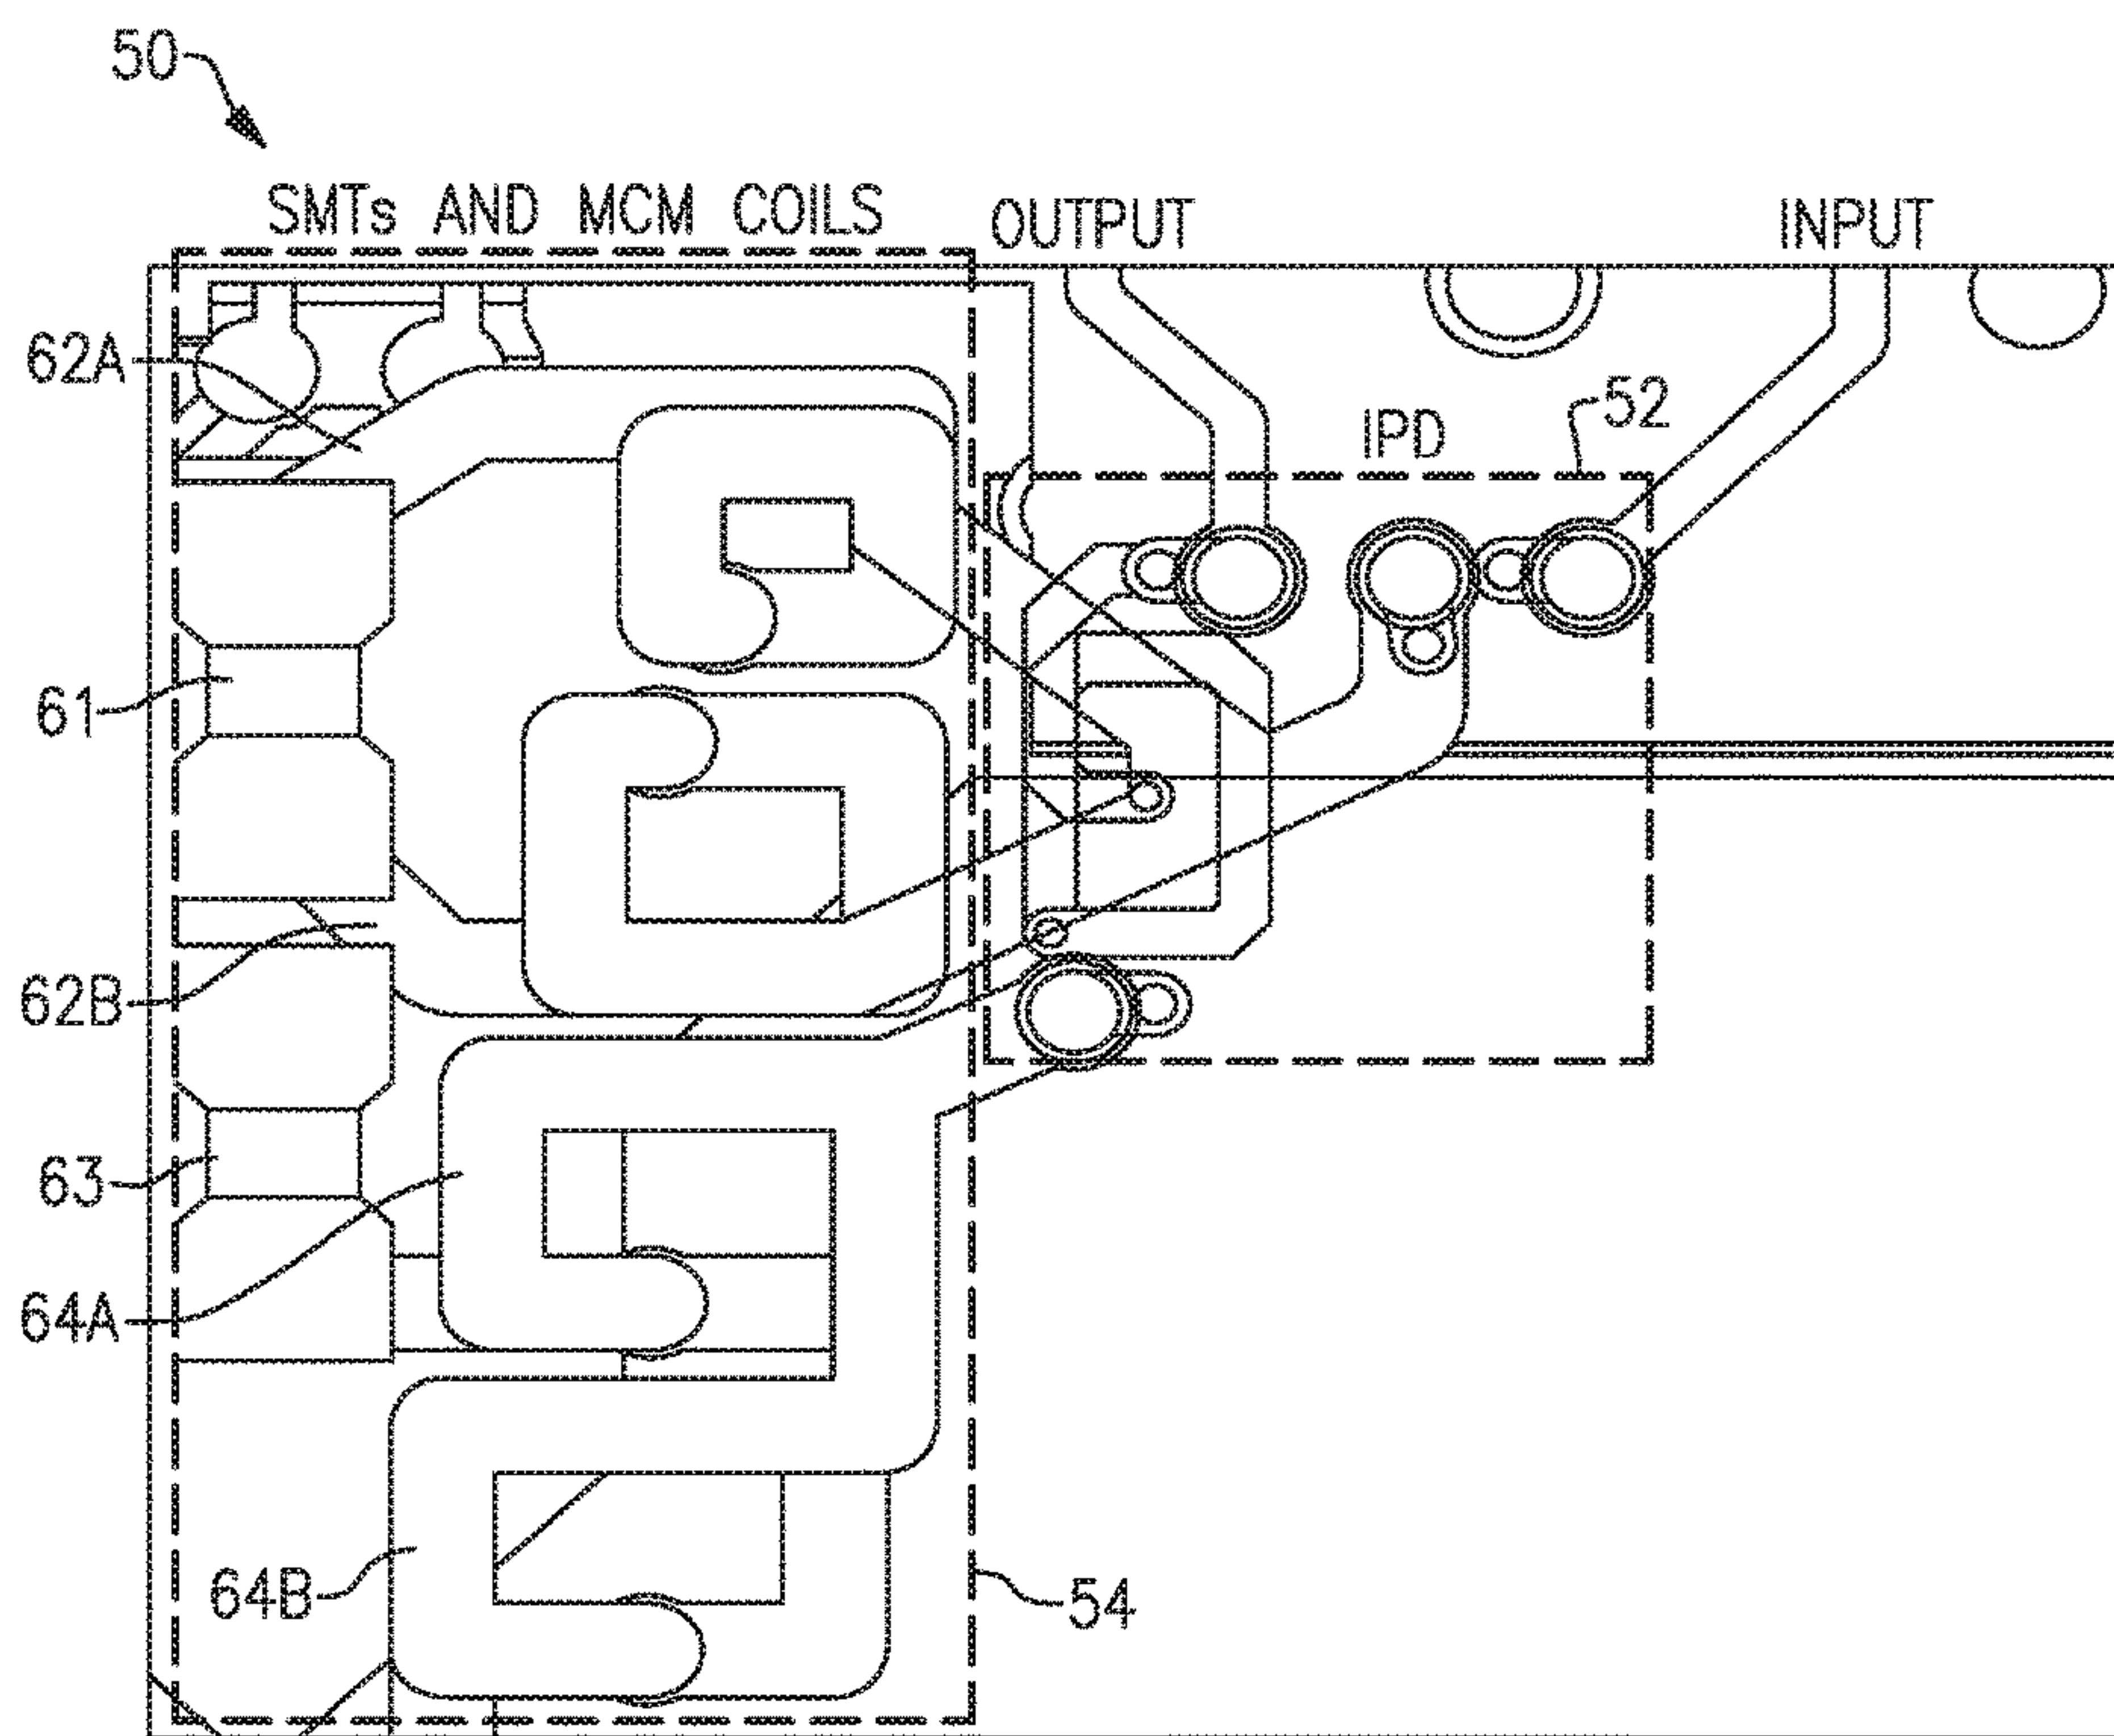 50
SMTs AND MCM COILS
OUTPUT
INPUT
62A
52
IPD
61
62B
63
64A
64B
54